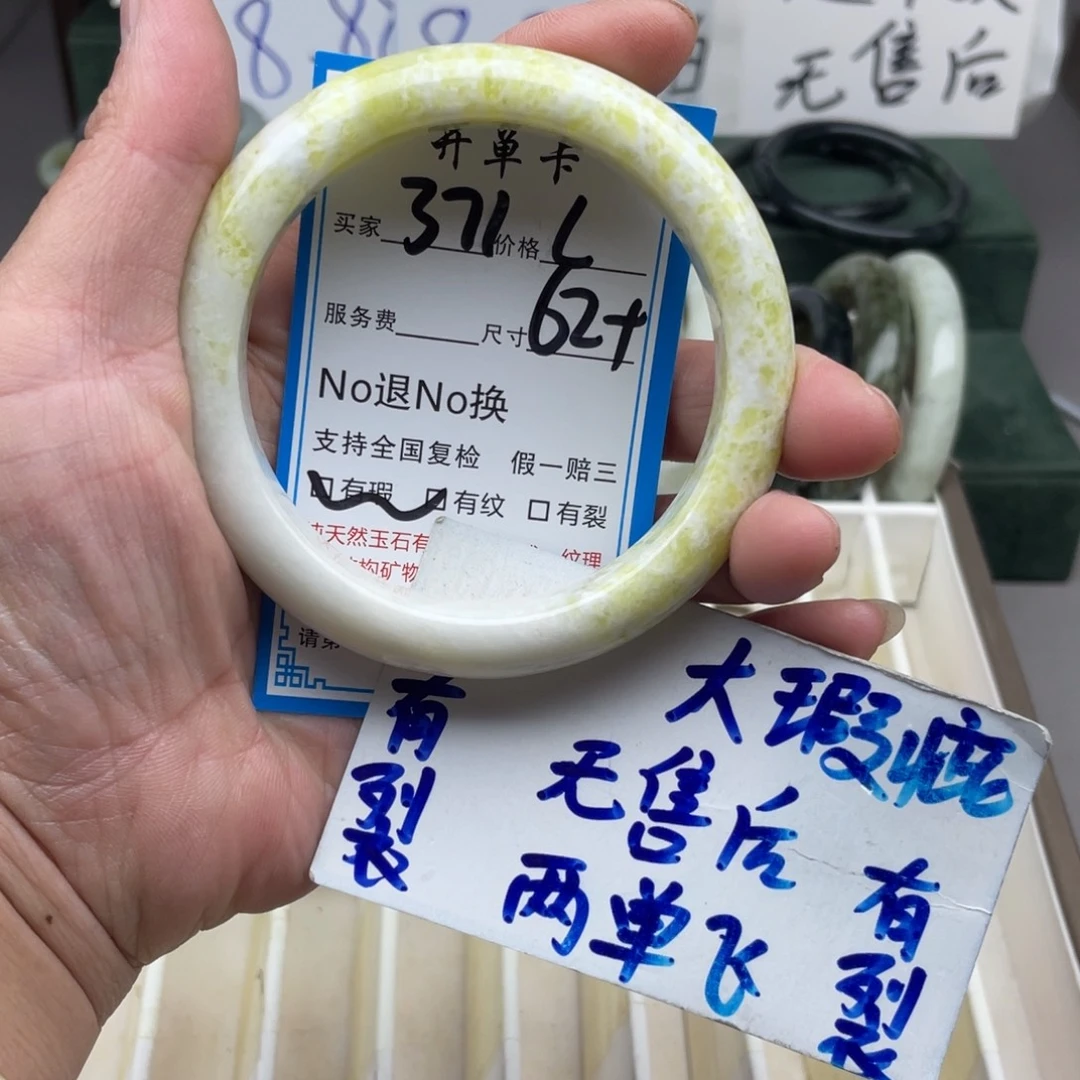 无售后
开单卡
买家 371 价格 L
服务费 尺寸 62+
No退No换
支持全国复检 假一赔三
□有瑕 □有纹 □有裂
天然玉石有
纹理
矿物
请
大瑕疵
无售后
两单飞
有裂
有裂